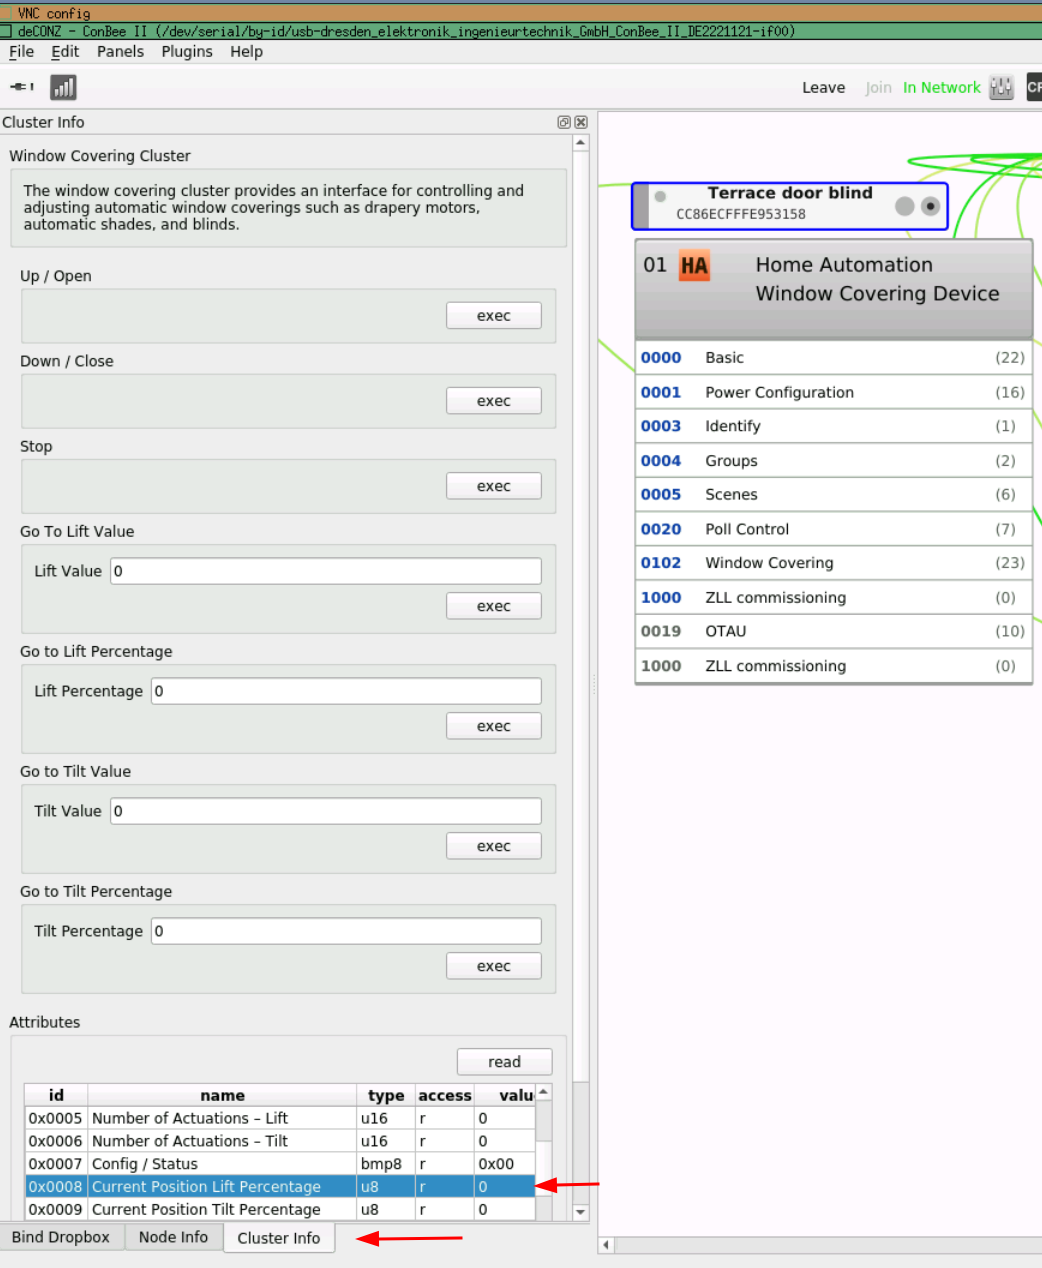 VNC config
deCONZ - ConBee II (/dev/serial/by-id/usb-dresden_elektronik_ingenieurtechnik_GmbH_ConBee_II_DE2221121-if00)
File Edit Panels Plugins Help
Leave Join In Network
Cluster Info
Window Covering Cluster
The window covering cluster provides an interface for controlling and
adjusting automatic window coverings such as drapery motors,
automatic shades, and blinds.
Up / Open
exec
Down / Close
exec
Stop
exec
Go To Lift Value
Lift Value 0
exec
Go to Lift Percentage
Lift Percentage 0
exec
Go to Tilt Value
Tilt Value 0
exec
Go to Tilt Percentage
Tilt Percentage 0
exec
Attributes
read
id name type access valu
0x0005 Number of Actuations – Lift u16 r 0
0x0006 Number of Actuations – Tilt u16 r 0
0x0007 Config / Status bmp8 r 0x00
0x0008 Current Position Lift Percentage u8 r 0
0x0009 Current Position Tilt Percentage u8 r 0
Bind Dropbox Node Info Cluster Info
Terrace door blind
CC86ECFFFE953158
01 HA Home Automation
Window Covering Device
0000 Basic (22)
0001 Power Configuration (16)
0003 Identify (1)
0004 Groups (2)
0005 Scenes (6)
0020 Poll Control (7)
0102 Window Covering (23)
1000 ZLL commissioning (0)
0019 OTAU (10)
1000 ZLL commissioning (0)